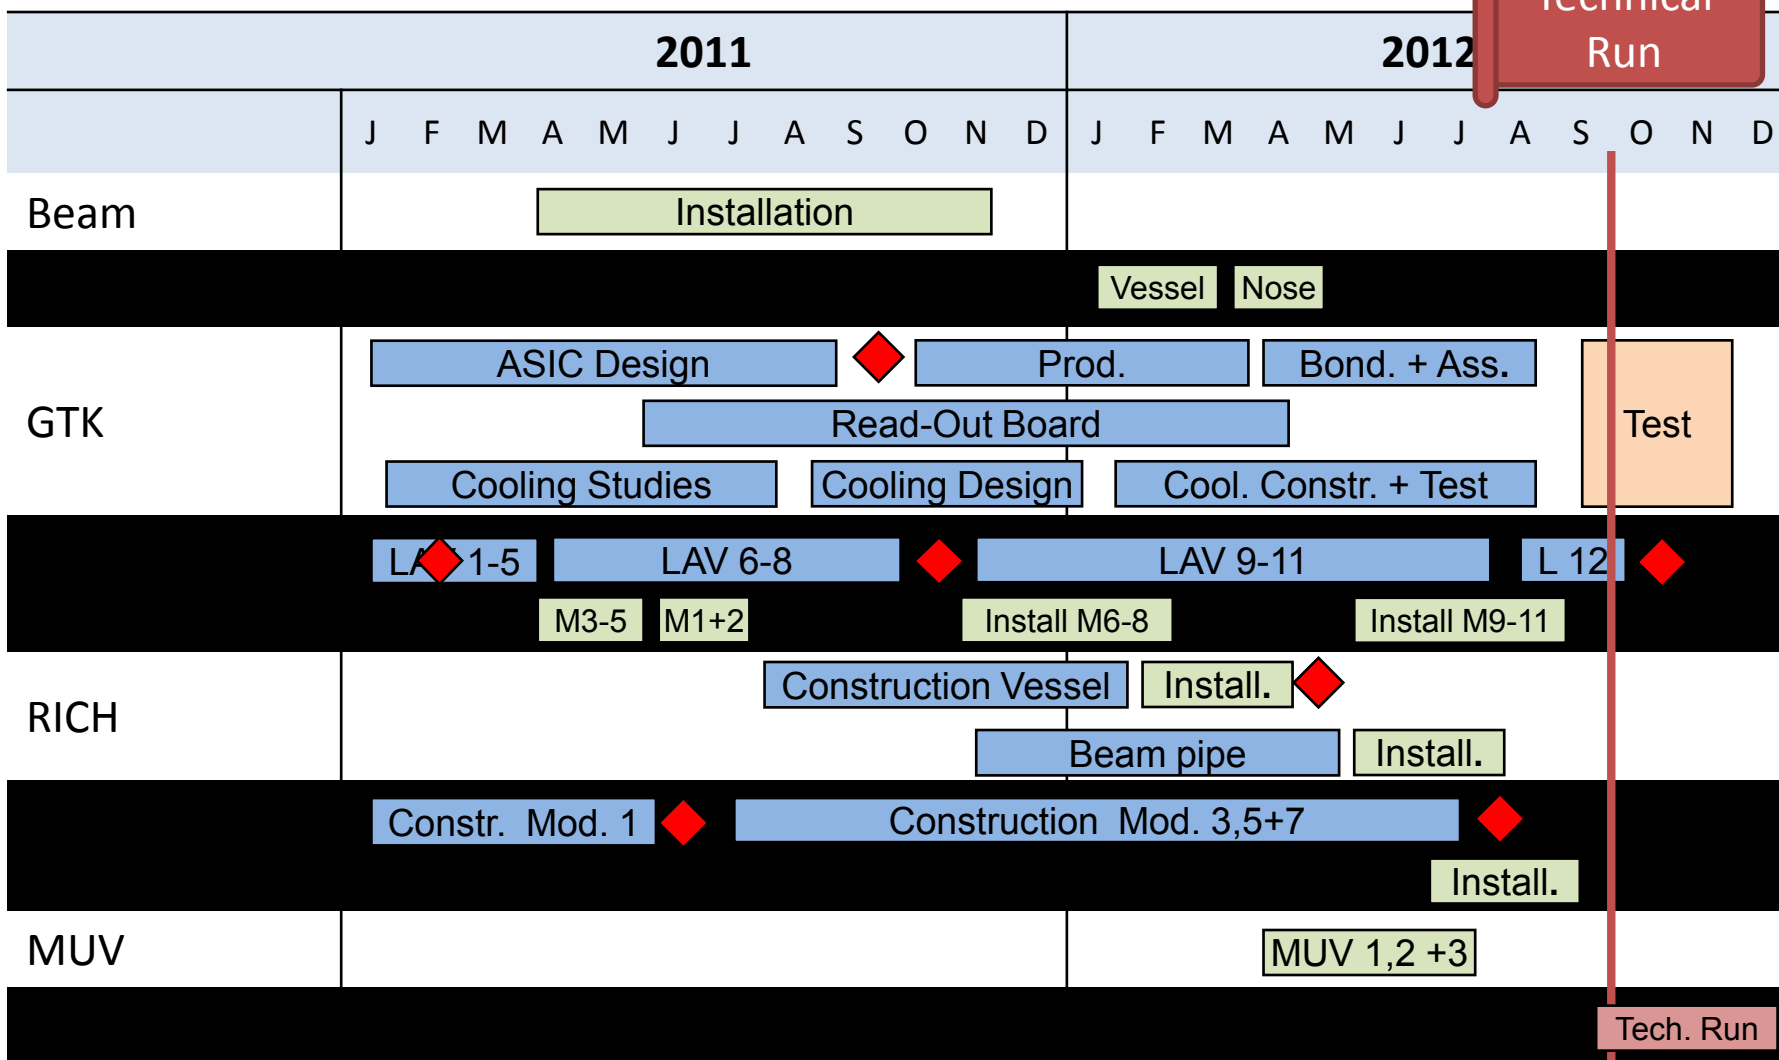 Technical
Run
2011 2012
J F M A M J J A S O N D J F M A M J J A S O N D
Beam
Installation
Vessel Nose
GTK
ASIC Design Prod. Bond. + Ass.
Read-Out Board
Test
Cooling Studies Cooling Design Cool. Constr. + Test
1-5 LAV 6-8 LAV 9-11 L 12
M3-5 M1+2 Install M6-8 Install M9-11
RICH
Construction Vessel Install.
Beam pipe Install.
Constr. Mod. 1 Construction Mod. 3,5+7
Install.
MUV
MUV 1,2 +3
Tech. Run